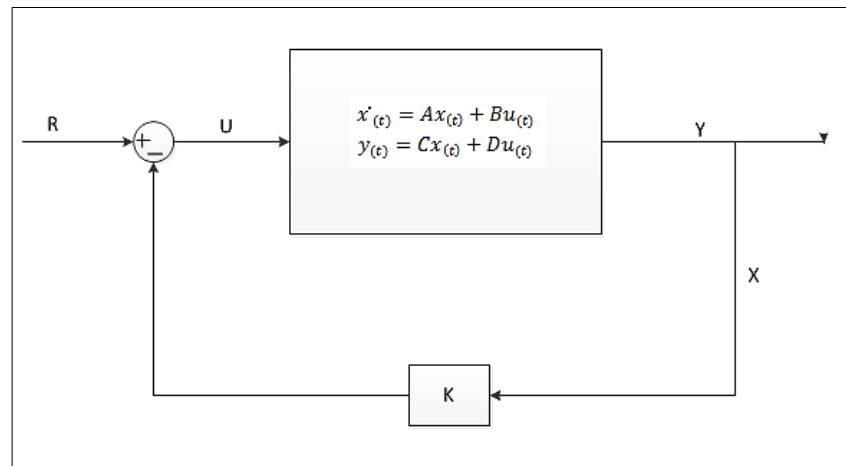 R
+
−
U
ẋ₍ₜ₎ = Ax₍ₜ₎ + Bu₍ₜ₎
y₍ₜ₎ = Cx₍ₜ₎ + Du₍ₜ₎
Y
X
K